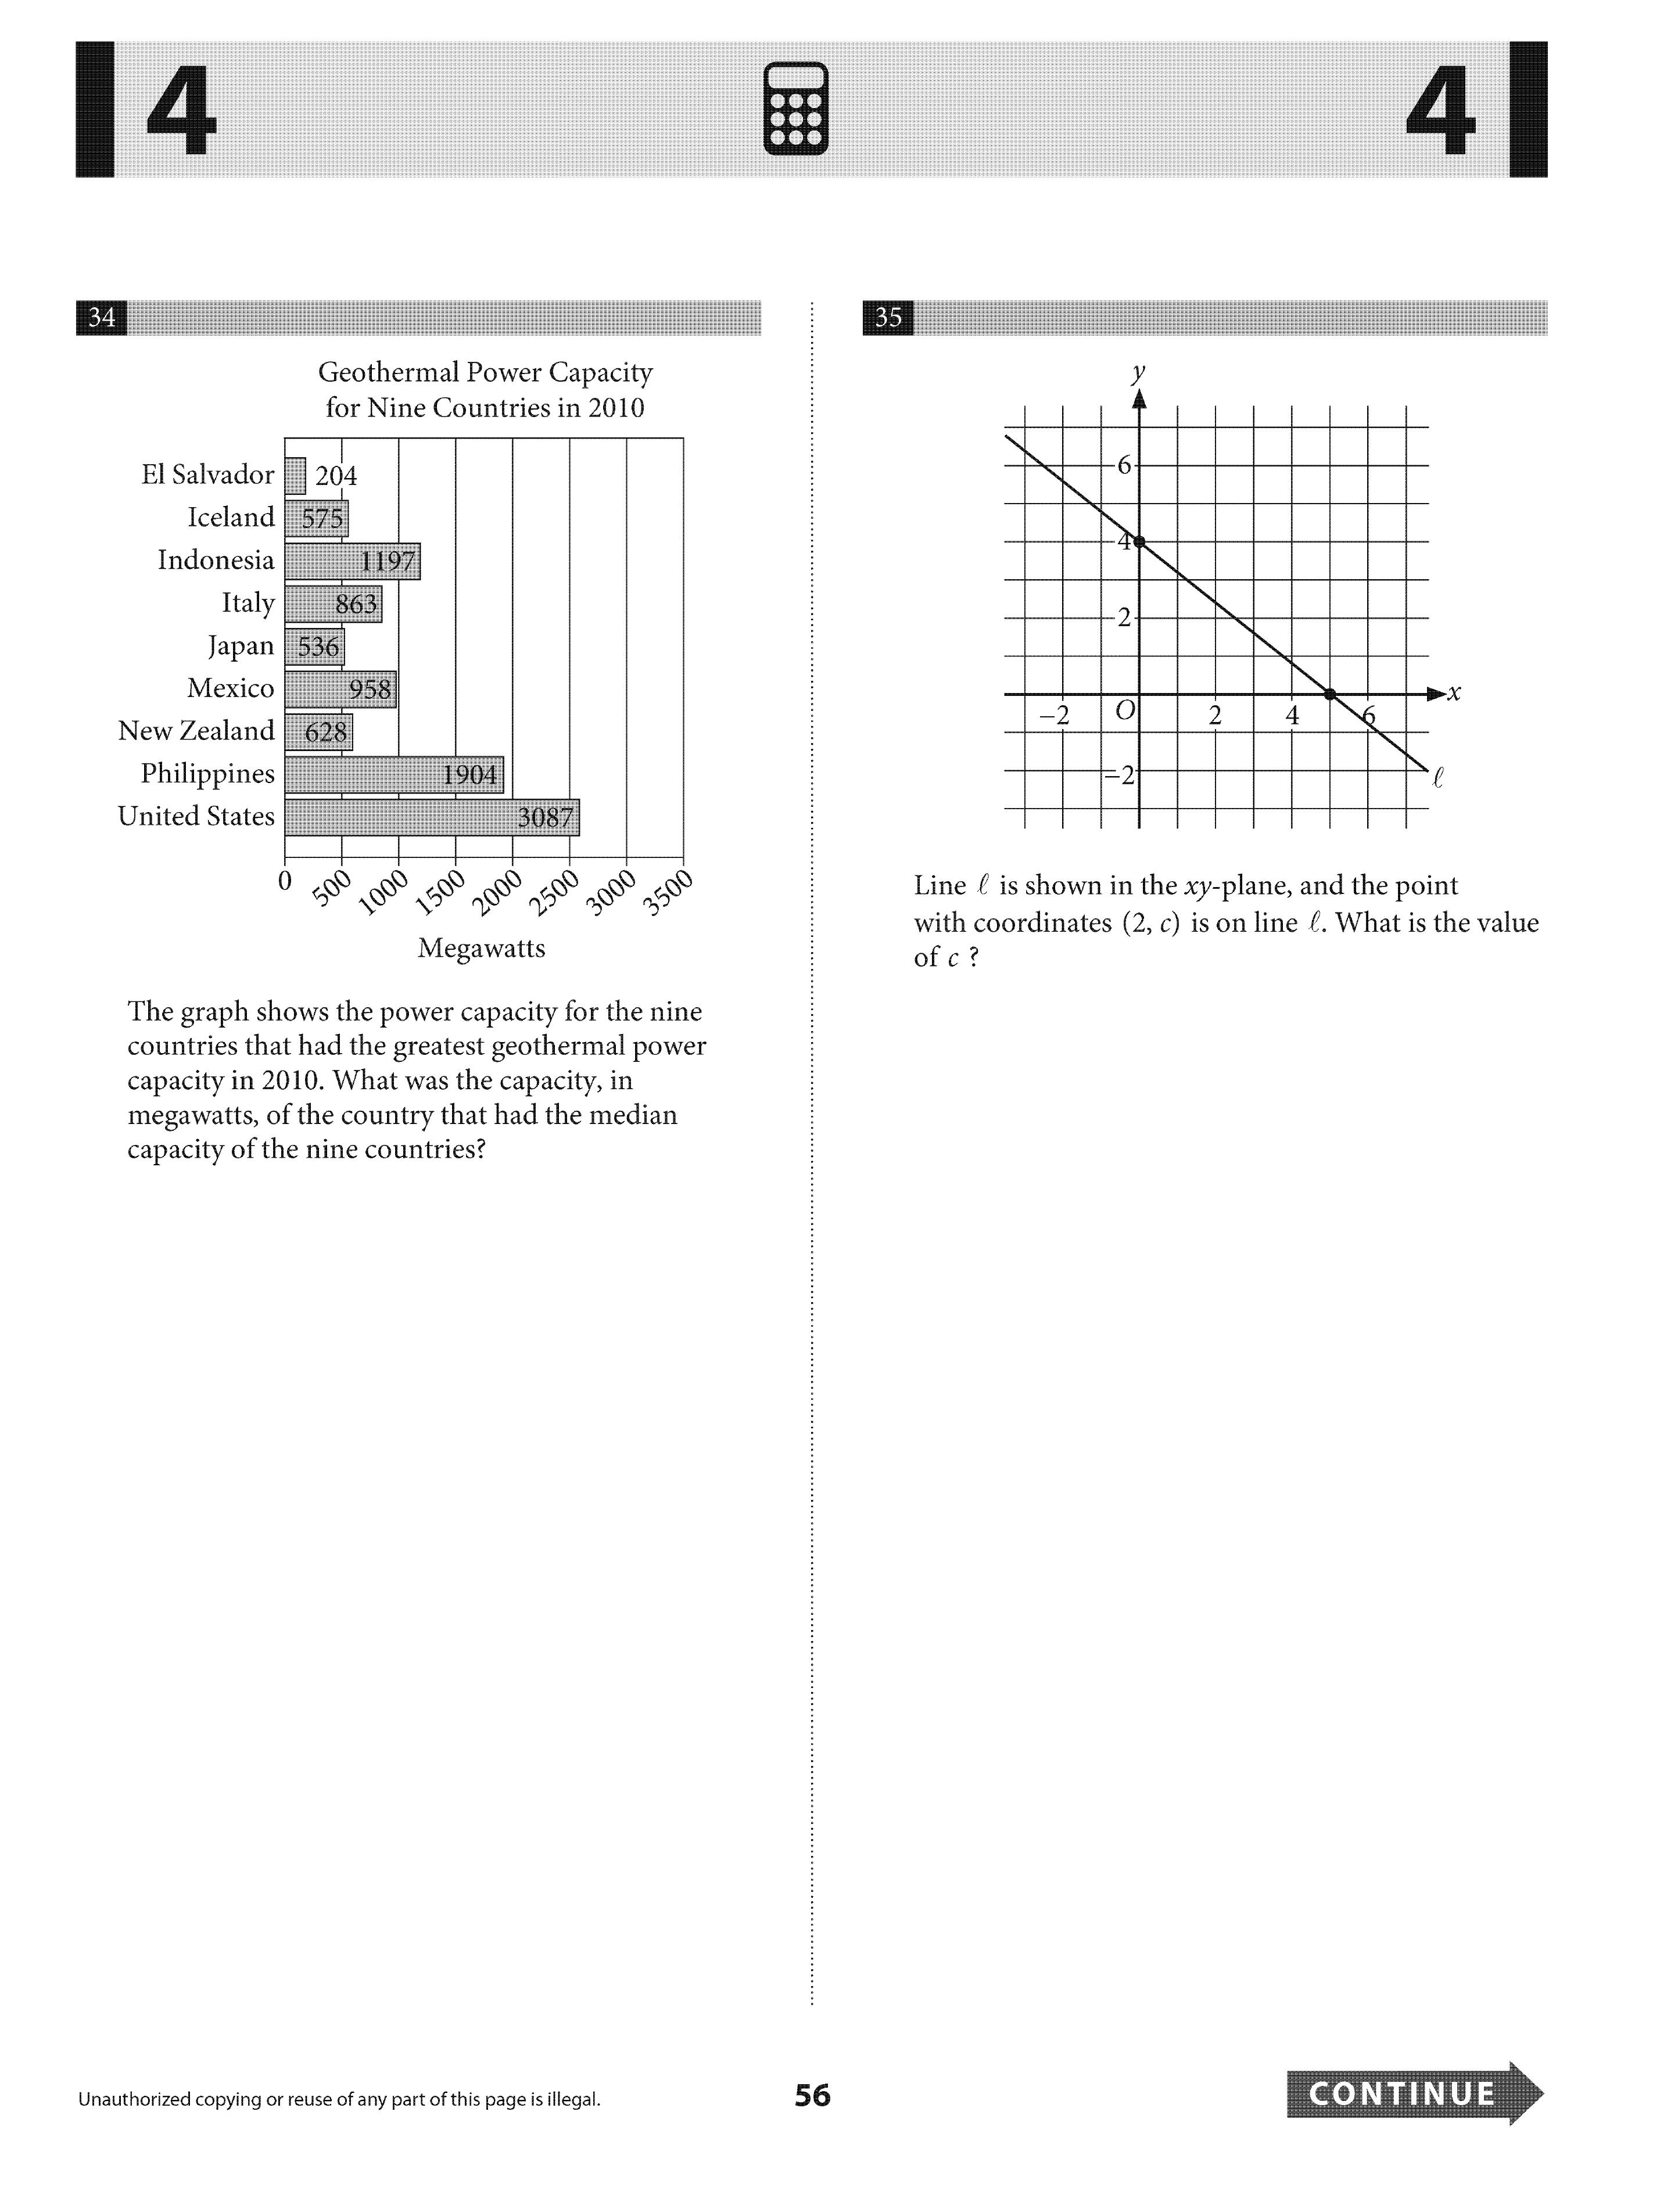 4
4
34
Geothermal Power Capacity
for Nine Countries in 2010
El Salvador 204
Iceland 575
Indonesia 1197
Italy 863
Japan 536
Mexico 958
New Zealand 628
Philippines 1904
United States 3087
0 500 1000 1500 2000 2500 3000 3500
Megawatts
The graph shows the power capacity for the nine
countries that had the greatest geothermal power
capacity in 2010. What was the capacity, in
megawatts, of the country that had the median
capacity of the nine countries?
35
y
6
4
2
−2 O 2 4 6 x
−2
ℓ
Line ℓ is shown in the xy-plane, and the point
with coordinates (2, c) is on line ℓ. What is the value
of c ?
Unauthorized copying or reuse of any part of this page is illegal.
56
CONTINUE